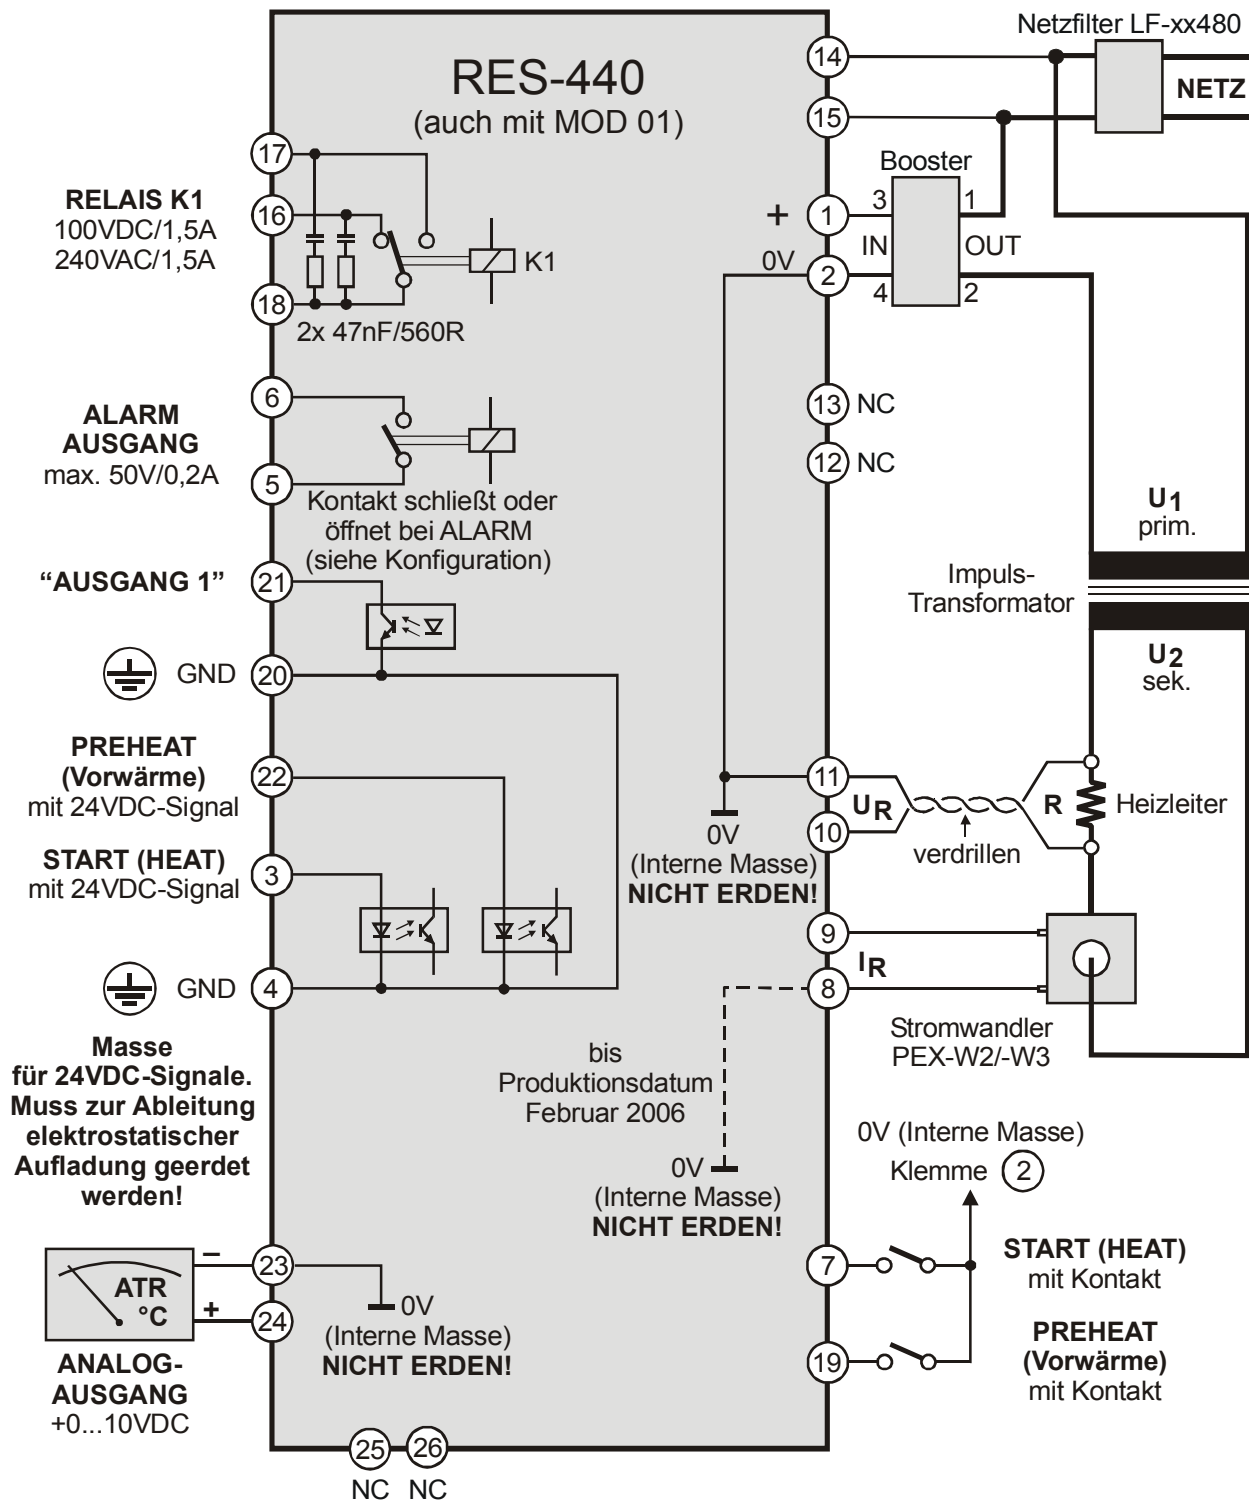 Netzfilter LF-xx480
NETZ
RES-440
(auch mit MOD 01)
14
15
17
16
18
RELAIS K1
100VDC/1,5A
240VAC/1,5A
K1
2x 47nF/560R
Booster
+
1
3
1
IN
OUT
0V
2
4
2
6
5
ALARM
AUSGANG
max. 50V/0,2A
Kontakt schließt oder
öffnet bei ALARM
(siehe Konfiguration)
13
NC
12
NC
U1
prim.
Impuls-
Transformator
U2
sek.
“AUSGANG 1”
21
GND
20
PREHEAT
(Vorwärme)
mit 24VDC-Signal
22
START (HEAT)
mit 24VDC-Signal
3
GND
4
Masse
für 24VDC-Signale.
Muss zur Ableitung
elektrostatischer
Aufladung geerdet
werden!
11
10
UR
verdrillen
R
Heizleiter
0V
(Interne Masse)
NICHT ERDEN!
9
8
IR
Stromwandler
PEX-W2/-W3
bis
Produktionsdatum
Februar 2006
0V
(Interne Masse)
NICHT ERDEN!
0V (Interne Masse)
Klemme 2
7
START (HEAT)
mit Kontakt
19
PREHEAT
(Vorwärme)
mit Kontakt
ATR
°C
–
+
23
24
ANALOG-
AUSGANG
+0...10VDC
0V
(Interne Masse)
NICHT ERDEN!
25
26
NC
NC